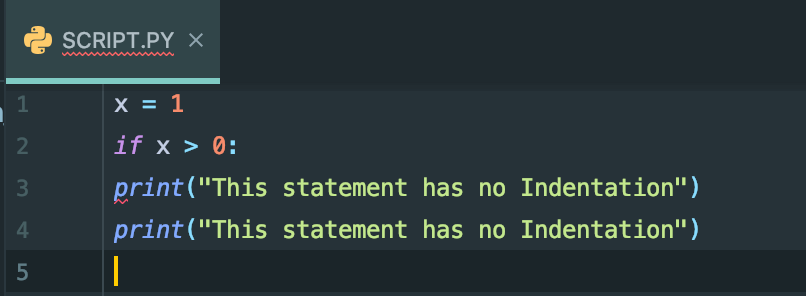 SCRIPT.PY ×
1 x = 1
2 if x > 0:
3 print("This statement has no Indentation")
4 print("This statement has no Indentation")
5